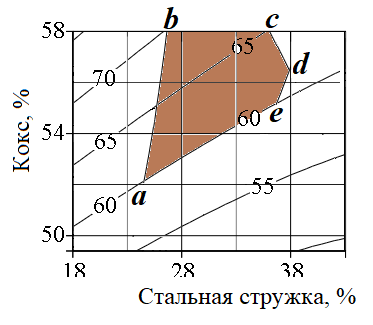 b
c
58
65
70
d
54
65
60
e
a
55
60
50
18
28
38
Кокс, %
Стальная стружка, %